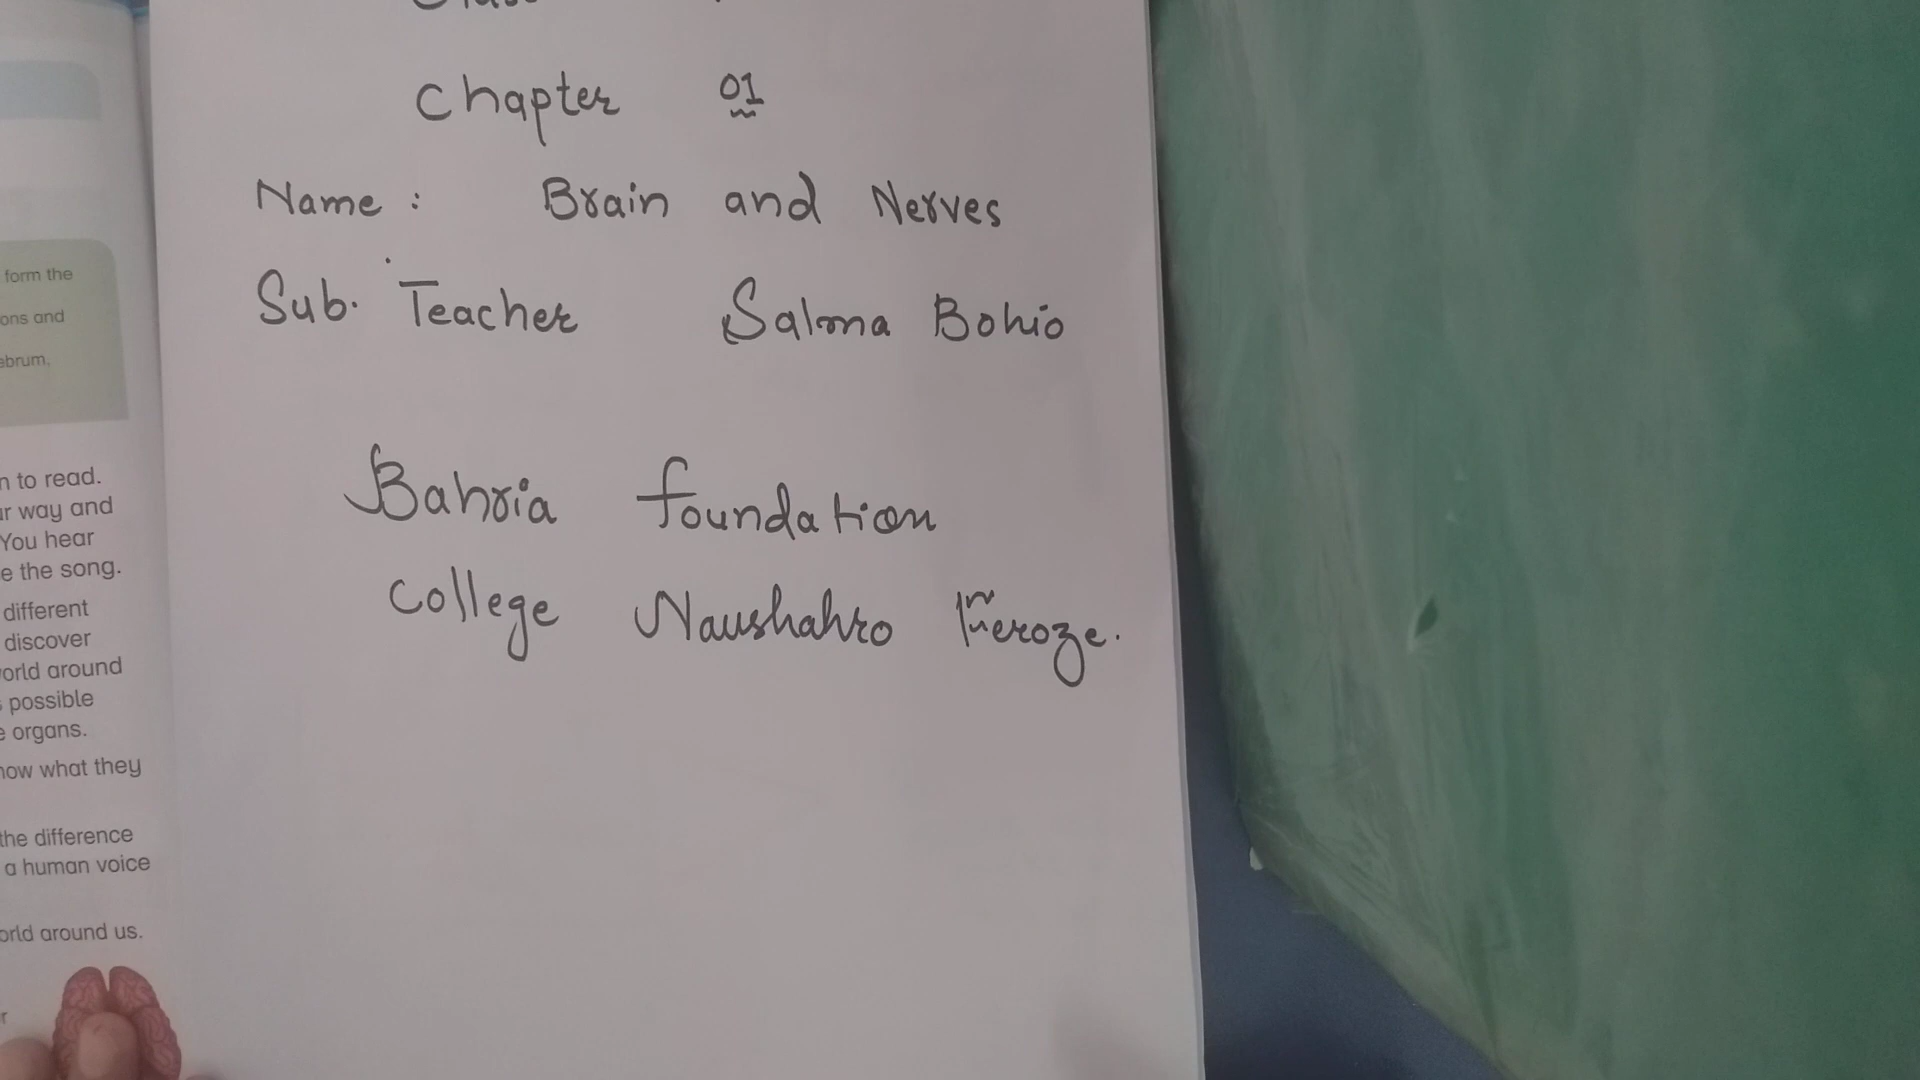 Chapter 01
Name : Brain and Nerves
Sub. Teacher Salma Bohio
Bahria foundation
College Naushahro Feroze.
form the
ons and
ebrum,
n to read.
ur way and
You hear
e the song.
different
discover
orld around
possible
e organs.
now what they
the difference
a human voice
orld around us.
r